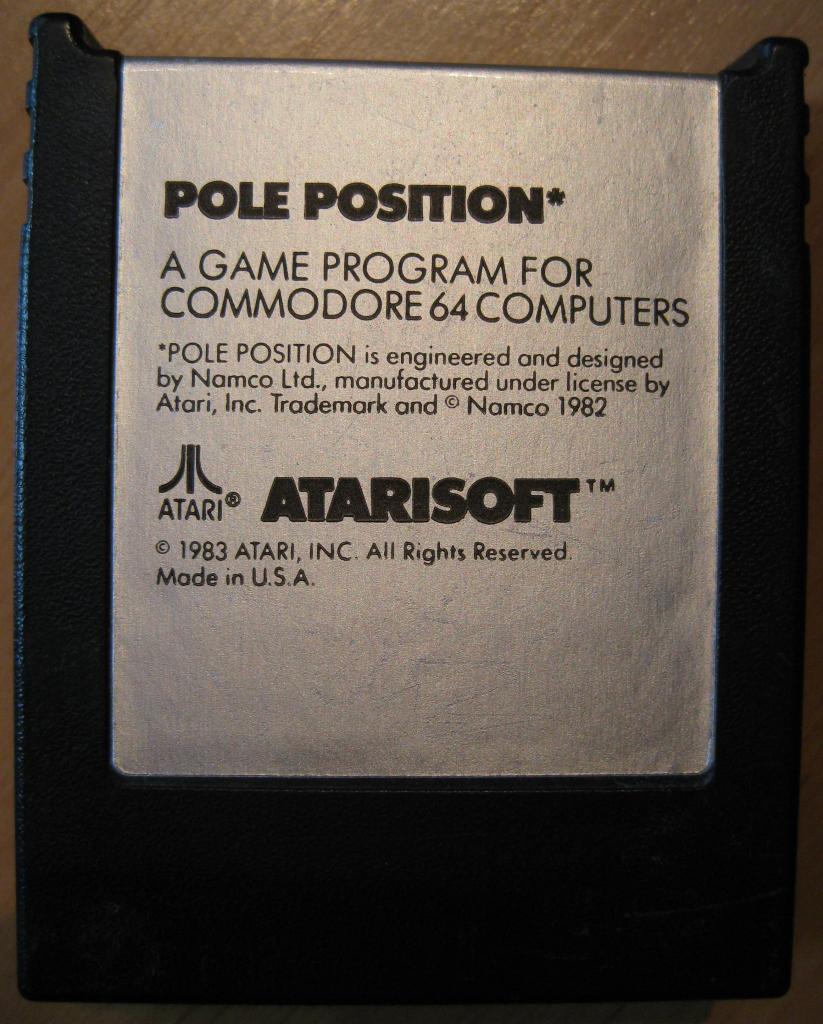 POLE POSITION*
A GAME PROGRAM FOR
COMMODORE 64 COMPUTERS
*POLE POSITION is engineered and designed
by Namco Ltd., manufactured under license by
Atari, Inc. Trademark and © Namco 1982
ATARI® ATARISOFT™
© 1983 ATARI, INC. All Rights Reserved.
Made in U.S.A.